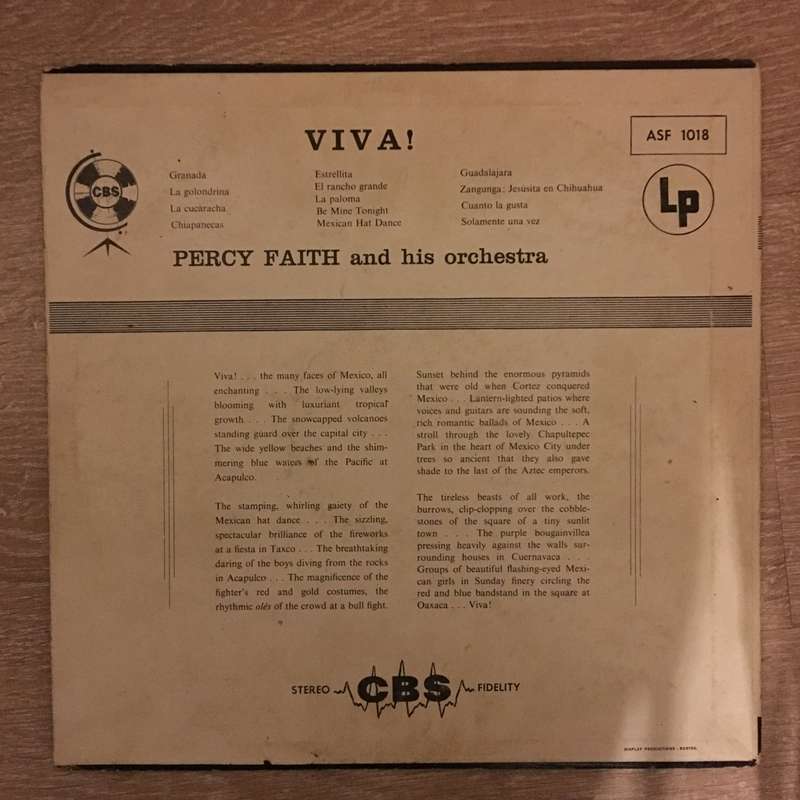 VIVA!
ASF 1018
CBS
Lp
Granada
La golondrina
La cucaracha
Chiapanecas
Estrellita
El rancho grande
La paloma
Be Mine Tonight
Mexican Hat Dance
Guadalajara
Zangunga: Jesusita en Chihuahua
Cuanto la gusta
Solamente una vez
PERCY FAITH and his orchestra
Viva! . . . the many faces of Mexico, all
enchanting . . . The low-lying valleys
blooming with luxuriant tropical
growth . . . The snowcapped volcanoes
standing guard over the capital city . . .
The wide yellow beaches and the shim-
mering blue waters of the Pacific at
Acapulco.
The stamping, whirling gaiety of the
Mexican hat dance . . . The sizzling,
spectacular brilliance of the fireworks
at a fiesta in Taxco . . . The breathtaking
daring of the boys diving from the rocks
in Acapulco . . . The magnificence of the
fighter's red and gold costumes, the
rhythmic olés of the crowd at a bull fight.
Sunset behind the enormous pyramids
that were old when Cortez conquered
Mexico . . . Lantern-lighted patios where
voices and guitars are sounding the soft,
rich romantic ballads of Mexico . . . A
stroll through the lovely Chapultepec
Park in the heart of Mexico City under
trees so ancient that they also gave
shade to the last of the Aztec emperors.
The tireless beasts of all work, the
burrows, clip-clopping over the cobble-
stones of the square of a tiny sunlit
town . . . The purple bougainvillea
pressing heavily against the walls sur-
rounding houses in Cuernavaca . . .
Groups of beautiful flashing-eyed Mexi-
can girls in Sunday finery circling the
red and blue bandstand in the square at
Oaxaca . . . Viva!
STEREO CBS FIDELITY
DISPLAY PRODUCTIONS - BENTEL